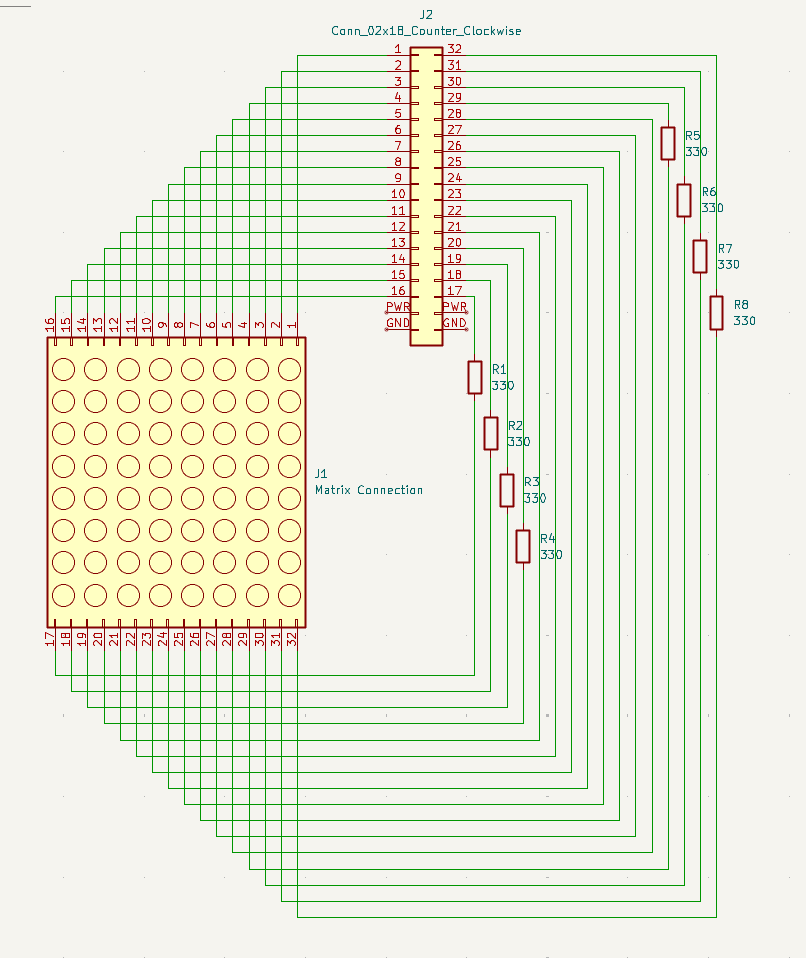 J2
Conn_02x18_Counter_Clockwise
1 32
2 31
3 30
4 29
5 28
6 27
7 26
8 25
9 24
10 23
11 22
12 21
13 20
14 19
15 18
16 17
PWR PWR
GND GND
R5
330
R6
330
R7
330
R8
330
16 15 14 13 12 11 10 9 8 7 6 5 4 3 2 1
R1
330
R2
330
R3
330
R4
330
J1
Matrix Connection
17 18 19 20 21 22 23 24 25 26 27 28 29 30 31 32